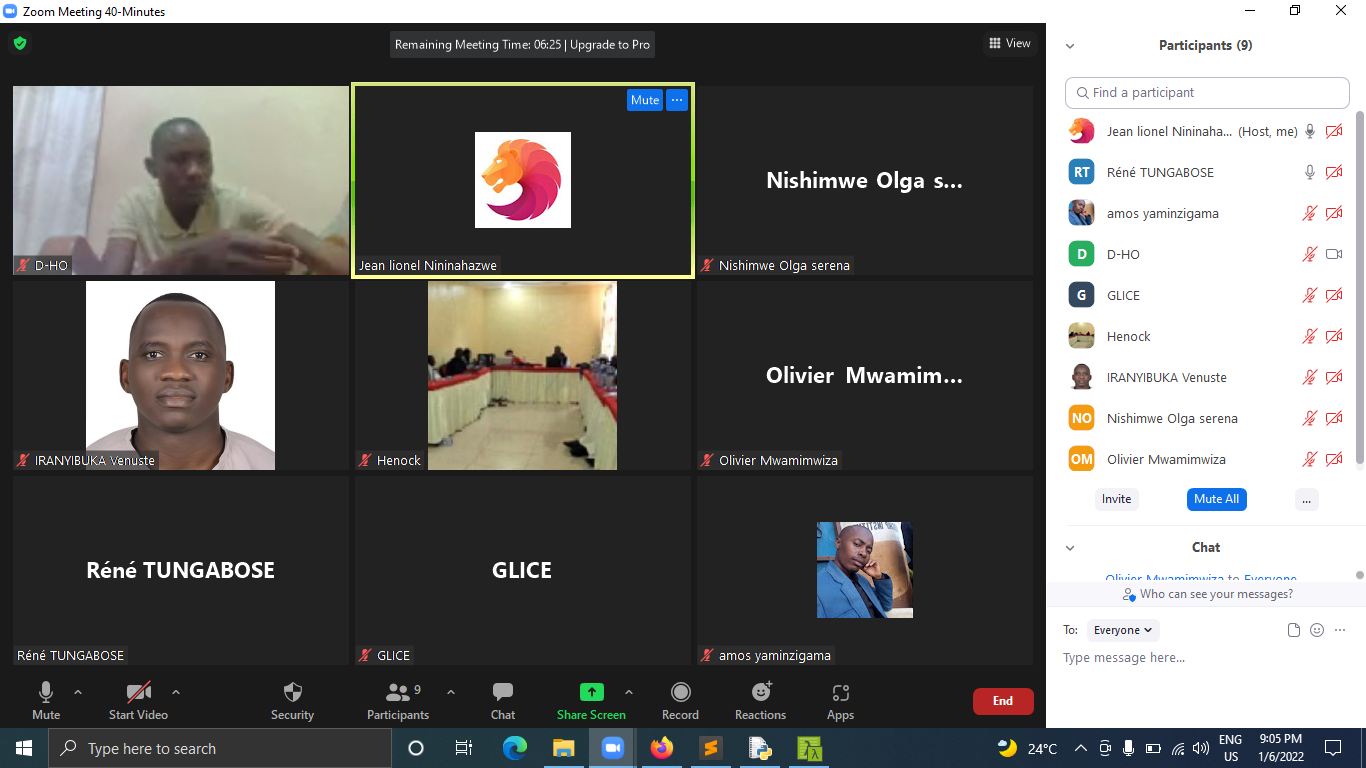 Zoom Meeting 40-Minutes
Remaining Meeting Time: 06:25 | Upgrade to Pro
View
D-HO
Mute
...
Jean lionel Nininahazwe
Nishimwe Olga s...
Nishimwe Olga serena
IRANYIBUKA Venuste
Henock
Olivier Mwamim...
Olivier Mwamimwiza
Réné TUNGABOSE
Réné TUNGABOSE
GLICE
GLICE
amos yaminzigama
Mute
Start Video
Security
9
Participants
Chat
Share Screen
Record
Reactions
Apps
End
Participants (9)
Find a participant
Jean lionel Nininaha... (Host, me)
RT Réné TUNGABOSE
amos yaminzigama
D D-HO
G GLICE
Henock
IRANYIBUKA Venuste
NO Nishimwe Olga serena
OM Olivier Mwamimwiza
Invite Mute All ...
Chat
Olivier Mwamimwiza to Everyone
Who can see your messages?
To: Everyone
Type message here...
Type here to search
24°C
ENG
US
9:05 PM
1/6/2022